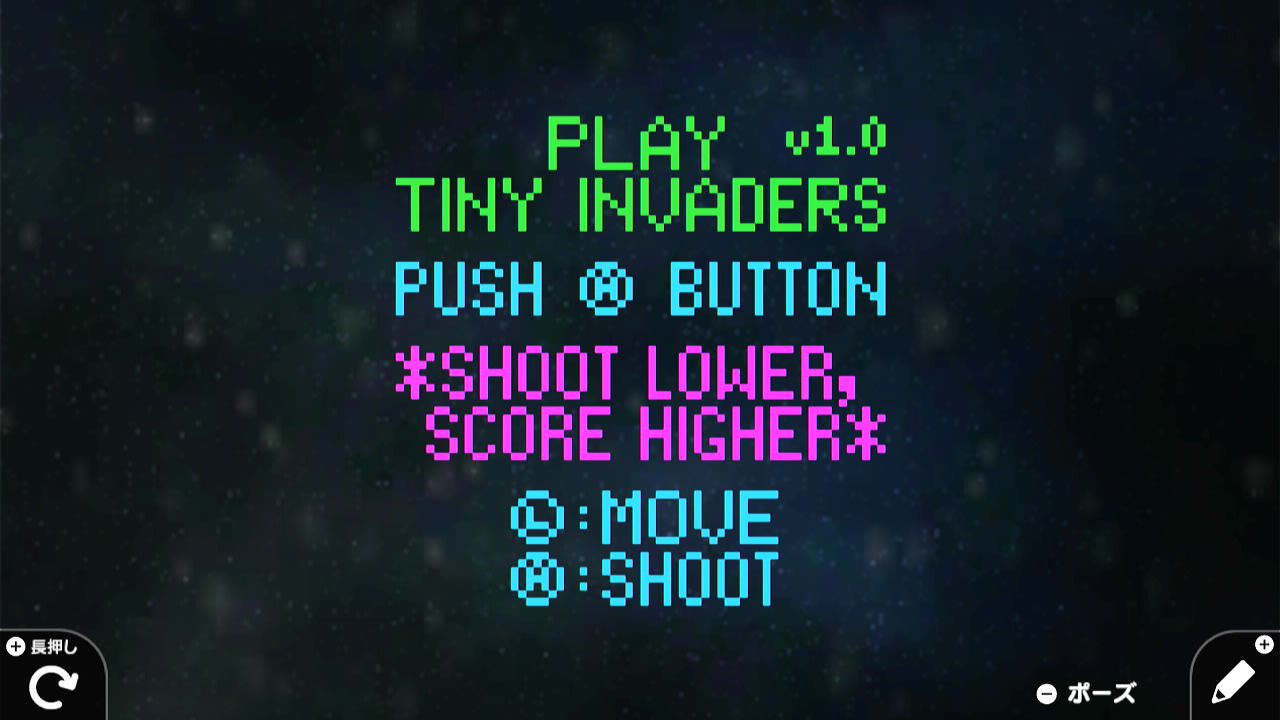 PLAY v1.0
TINY INVADERS
PUSH Ⓐ BUTTON
*SHOOT LOWER,
SCORE HIGHER*
Ⓛ:MOVE
Ⓐ:SHOOT
長押し
ポーズ